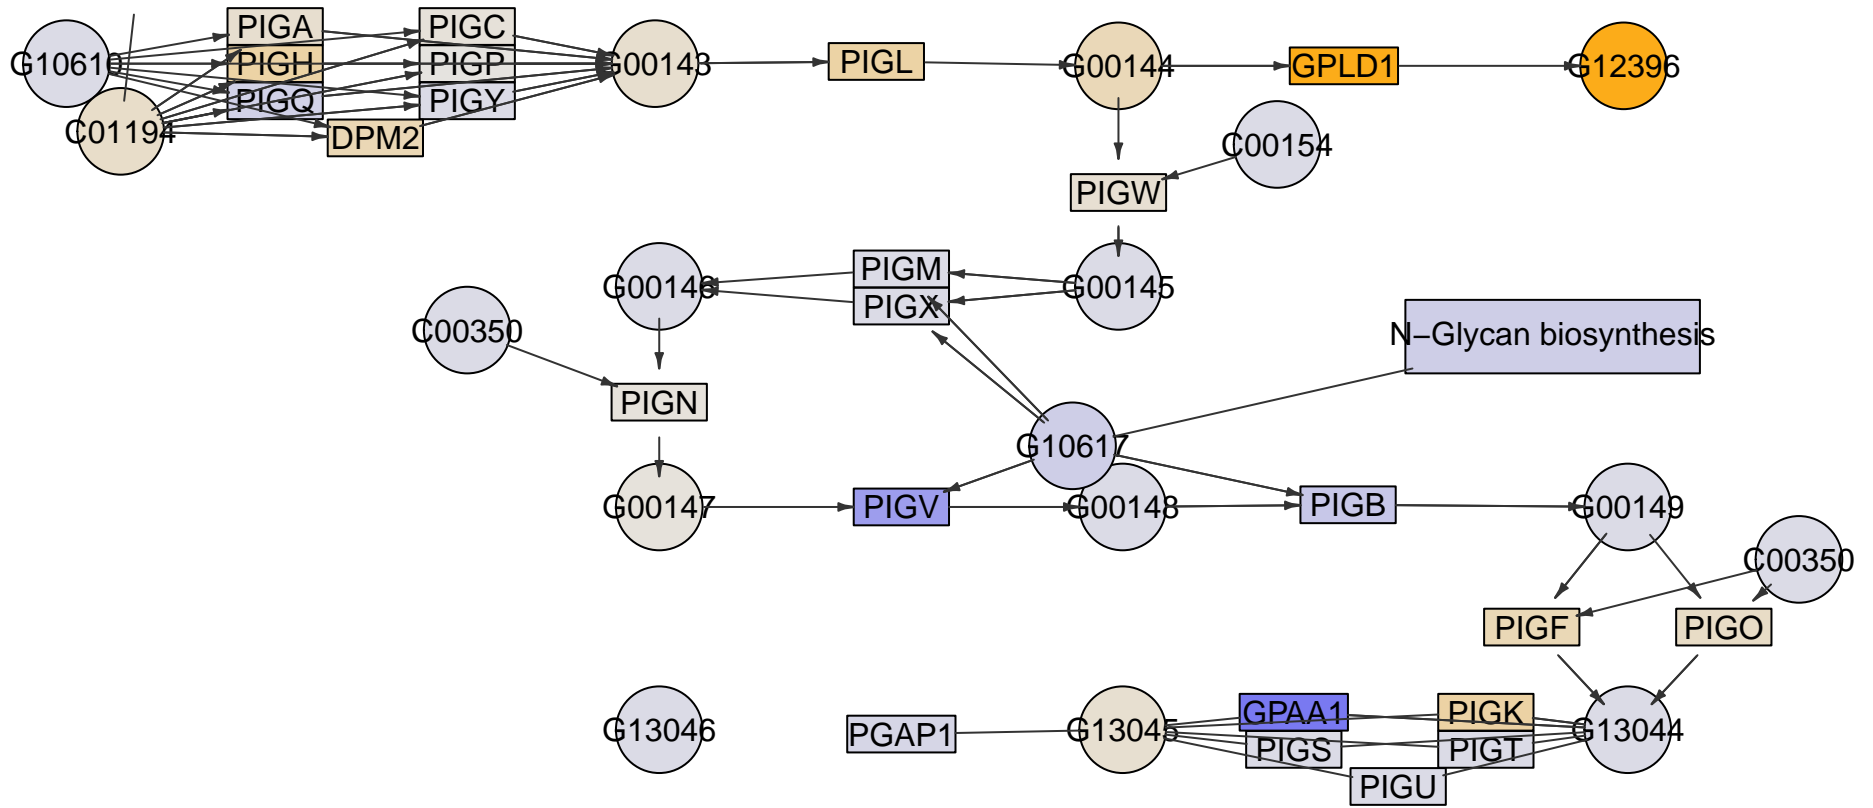 PIGA
PIGC
G10619
PIGH
PIGP
G00143
PIGL
G00144
GPLD1
G12396
PIGQ
PIGY
C01194
DPM2
C00154
PIGW
PIGM
G00146
G00145
PIGX
C00350
N−Glycan biosynthesis
PIGN
G10617
G00147
PIGV
G00148
PIGB
G00149
C00350
PIGF
PIGO
GPAA1
PIGK
G13046
PGAP1
G13045
G13044
PIGS
PIGT
PIGU